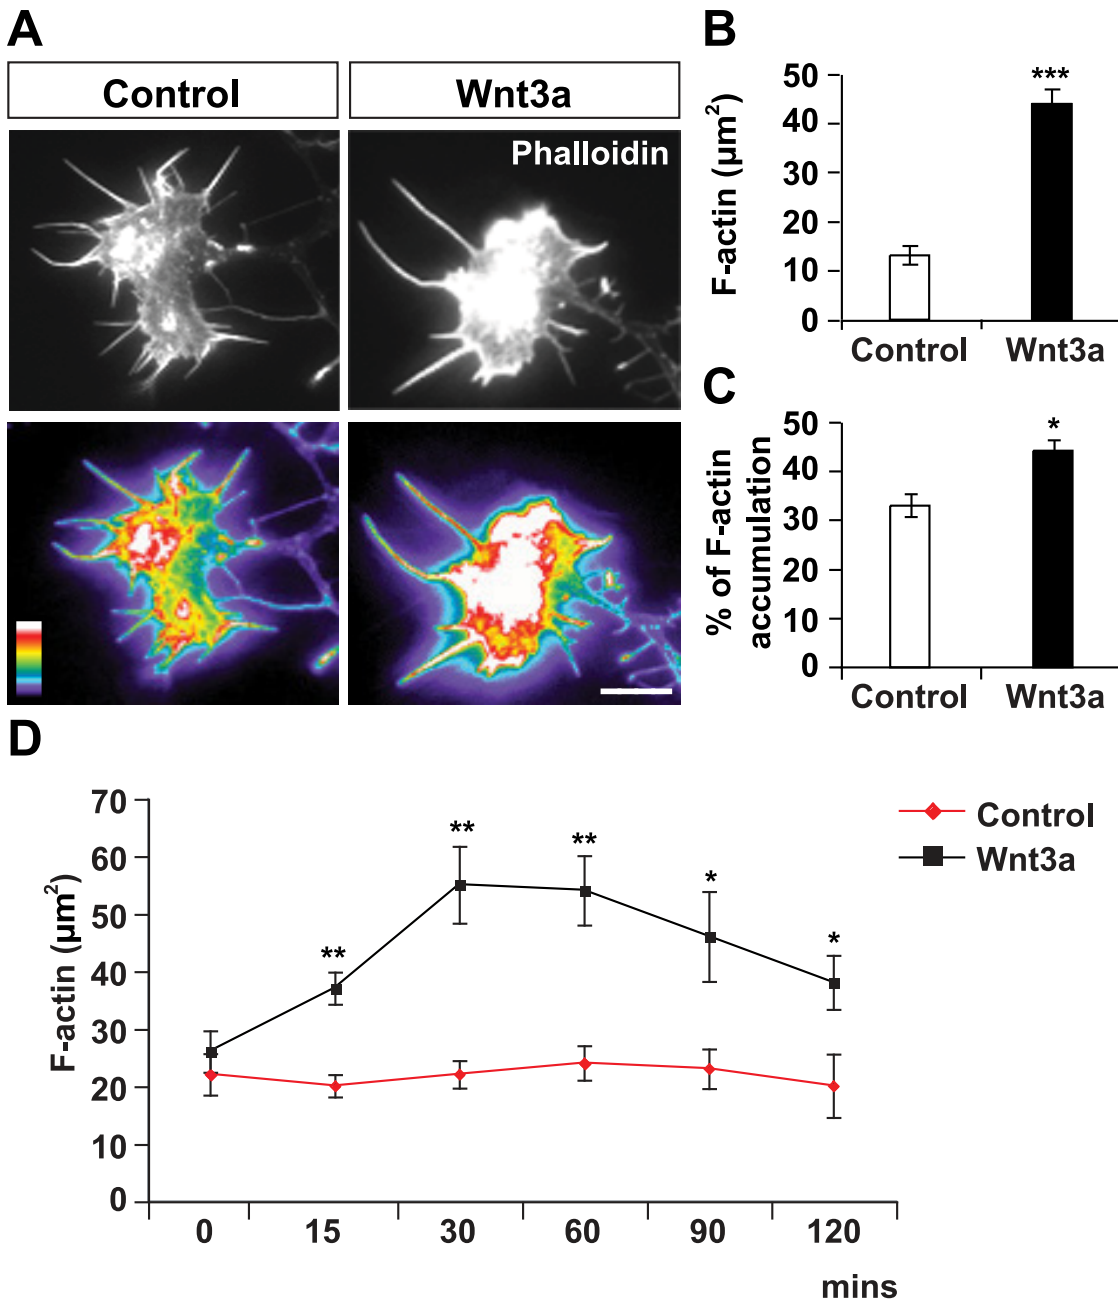 A
Control
Wnt3a
Phalloidin
B
F-actin (µm²)
50
40
30
20
10
0
***
Control
Wnt3a
C
% of F-actin
accumulation
50
40
30
20
10
0
*
Control
Wnt3a
D
F-actin (µm²)
70
60
50
40
30
20
10
0
**
**
**
*
*
0 15 30 60 90 120
mins
Control
Wnt3a